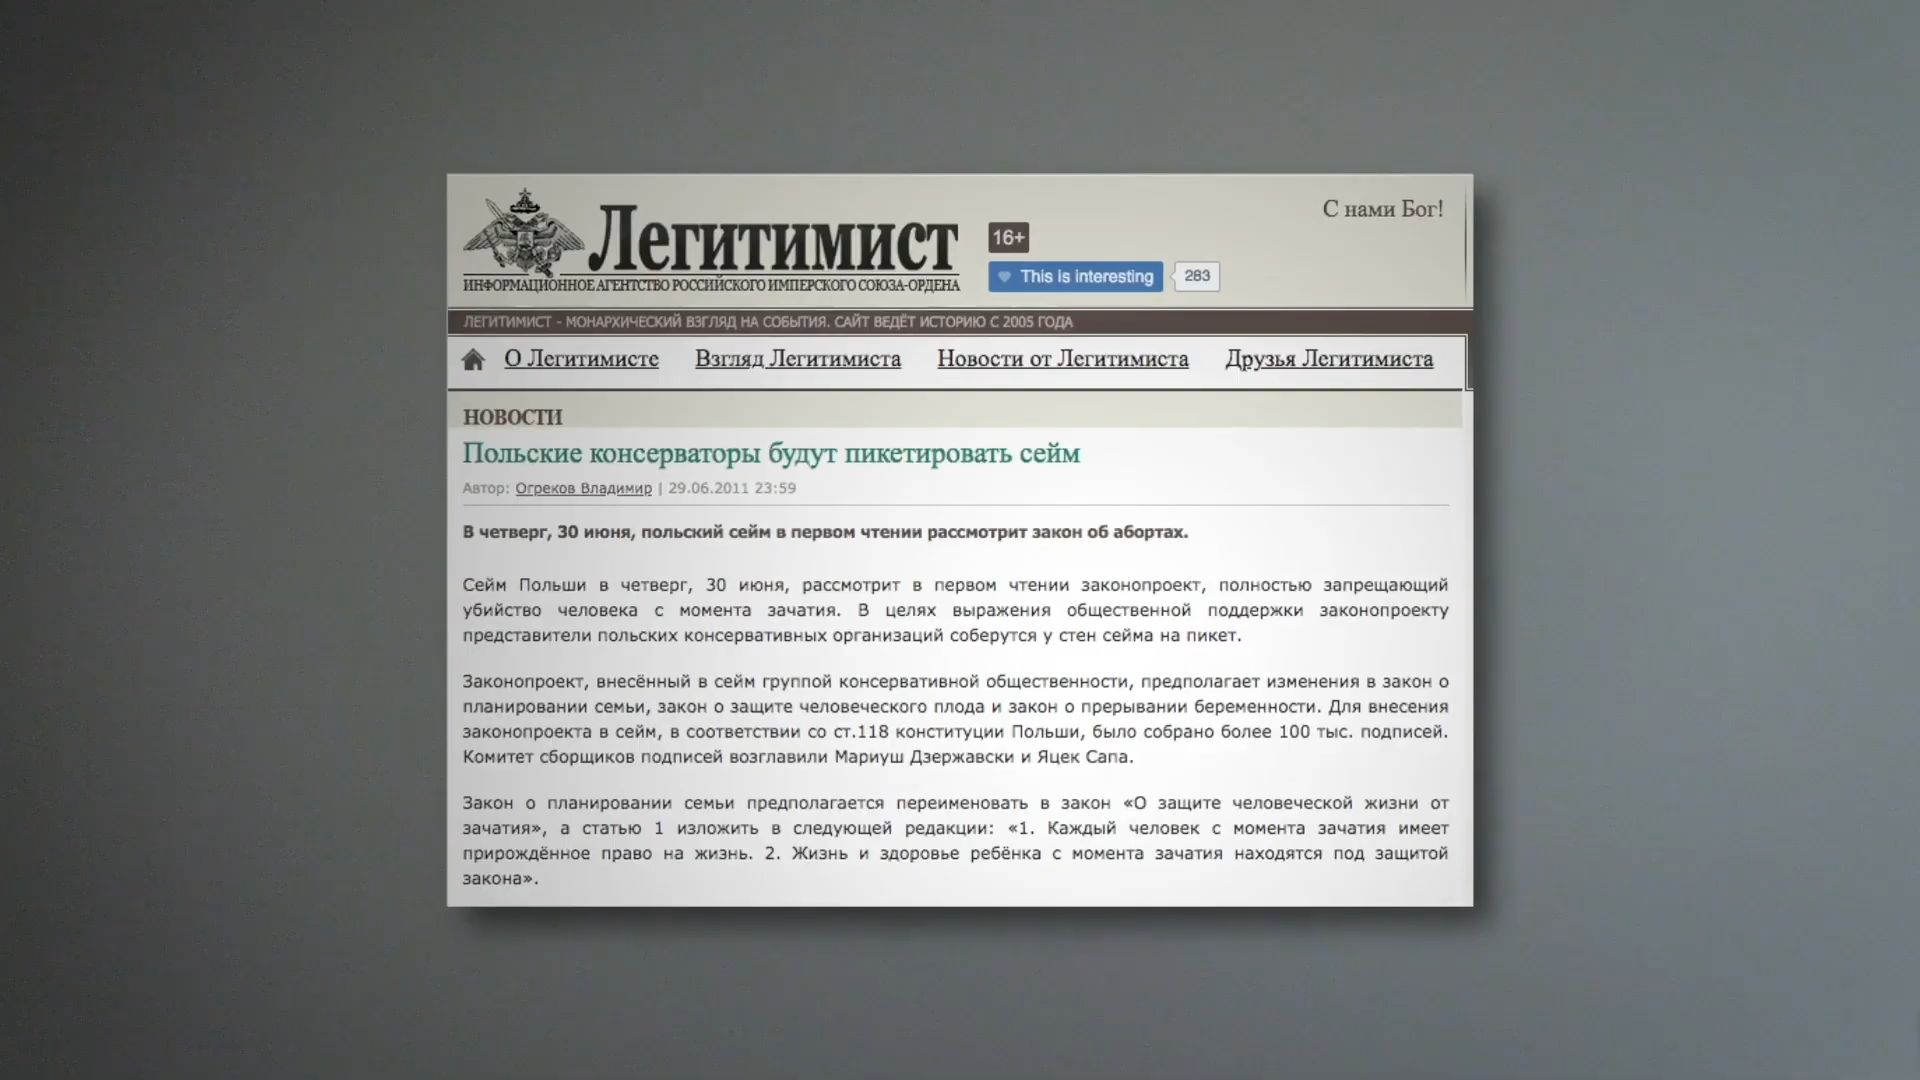 Легитимист
ИНФОРМАЦИОННОЕ АГЕНТСТВО РОССИЙСКОГО ИМПЕРСКОГО СОЮЗА-ОРДЕНА
16+
This is interesting 283
С нами Бог!
ЛЕГИТИМИСТ - МОНАРХИЧЕСКИЙ ВЗГЛЯД НА СОБЫТИЯ. САЙТ ВЕДЁТ ИСТОРИЮ С 2005 ГОДА
О Легитимисте Взгляд Легитимиста Новости от Легитимиста Друзья Легитимиста
НОВОСТИ
Польские консерваторы будут пикетировать сейм
Автор: Огреков Владимир | 29.06.2011 23:59
В четверг, 30 июня, польский сейм в первом чтении рассмотрит закон об абортах.
Сейм Польши в четверг, 30 июня, рассмотрит в первом чтении законопроект, полностью запрещающий
убийство человека с момента зачатия. В целях выражения общественной поддержки законопроекту
представители польских консервативных организаций соберутся у стен сейма на пикет.
Законопроект, внесённый в сейм группой консервативной общественности, предполагает изменения в закон о
планировании семьи, закон о защите человеческого плода и закон о прерывании беременности. Для внесения
законопроекта в сейм, в соответствии со ст.118 конституции Польши, было собрано более 100 тыс. подписей.
Комитет сборщиков подписей возглавили Мариуш Дзержавски и Яцек Сапа.
Закон о планировании семьи предполагается переименовать в закон «О защите человеческой жизни от
зачатия», а статью 1 изложить в следующей редакции: «1. Каждый человек с момента зачатия имеет
прирождённое право на жизнь. 2. Жизнь и здоровье ребёнка с момента зачатия находятся под защитой
закона».